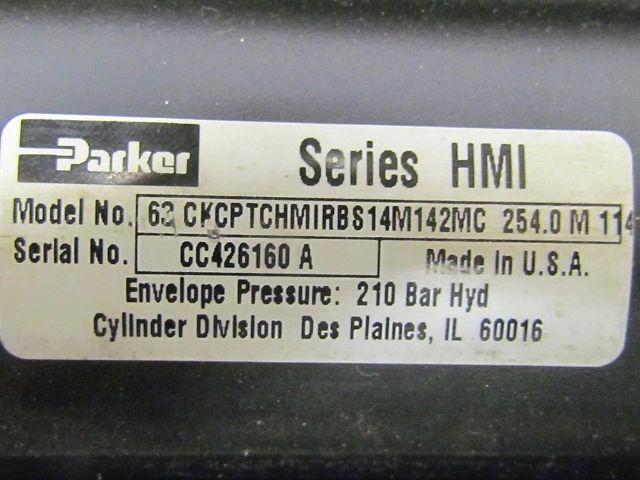 Parker Series HMI
Model No. 63 CKCPTCHMIRBS14M142MC 254.0 M 114
Serial No. CC426160 A Made in U.S.A.
Envelope Pressure: 210 Bar Hyd
Cylinder Division Des Plaines, IL 60016